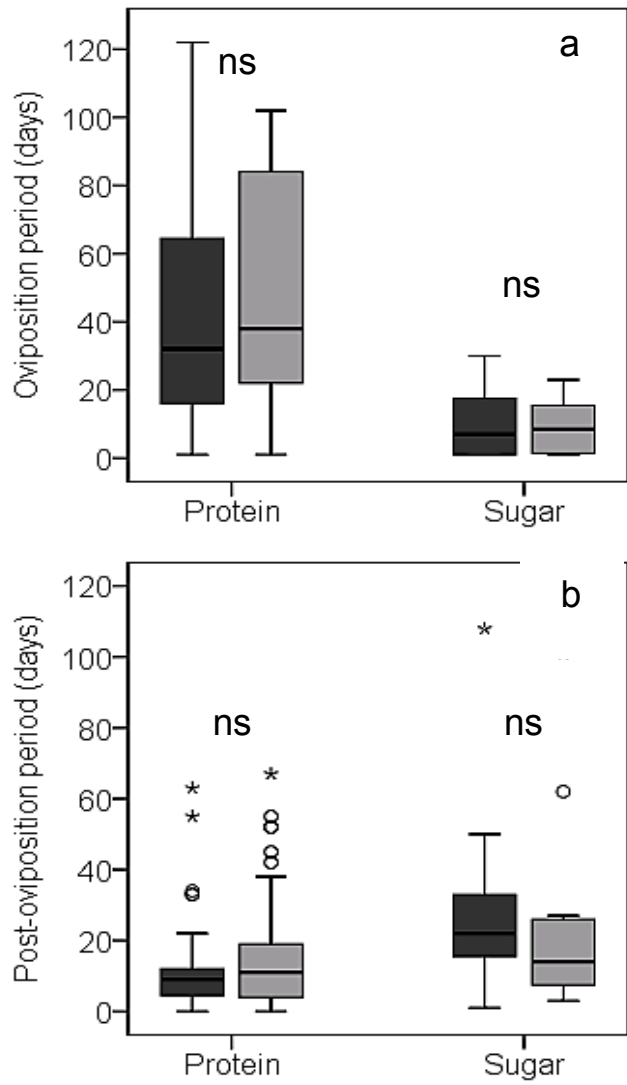 a
Oviposition period (days)
120
100
80
60
40
20
0
ns
ns
Protein
Sugar
b
Post-oviposition period (days)
120
100
80
60
40
20
0
ns
ns
Protein
Sugar